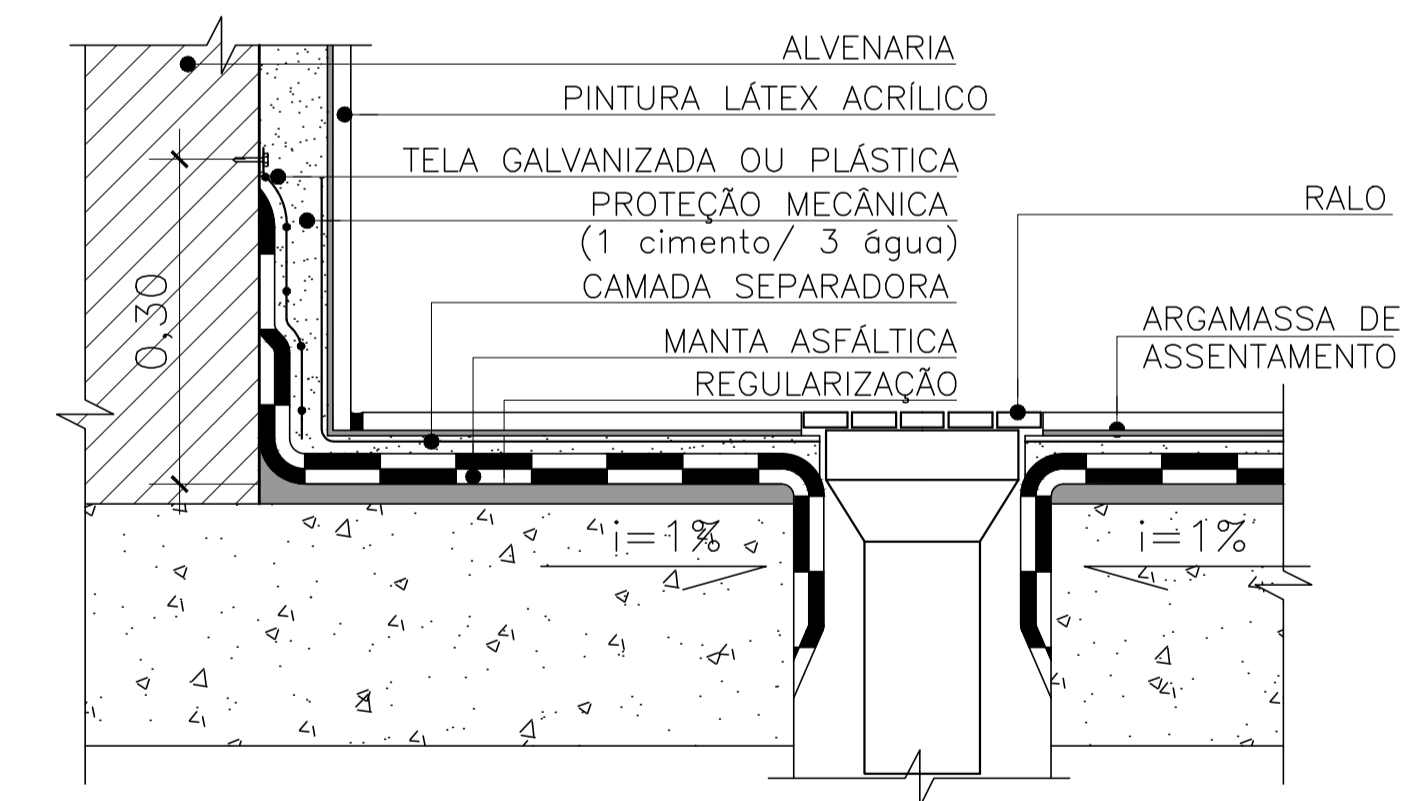 ALVENARIA
PINTURA LÁTEX ACRÍLICO
TELA GALVANIZADA OU PLÁSTICA
PROTEÇÃO MECÂNICA
(1 cimento/ 3 água)
CAMADA SEPARADORA
MANTA ASFÁLTICA
REGULARIZAÇÃO
RALO
ARGAMASSA DE
ASSENTAMENTO
0,30
i=1%
i=1%